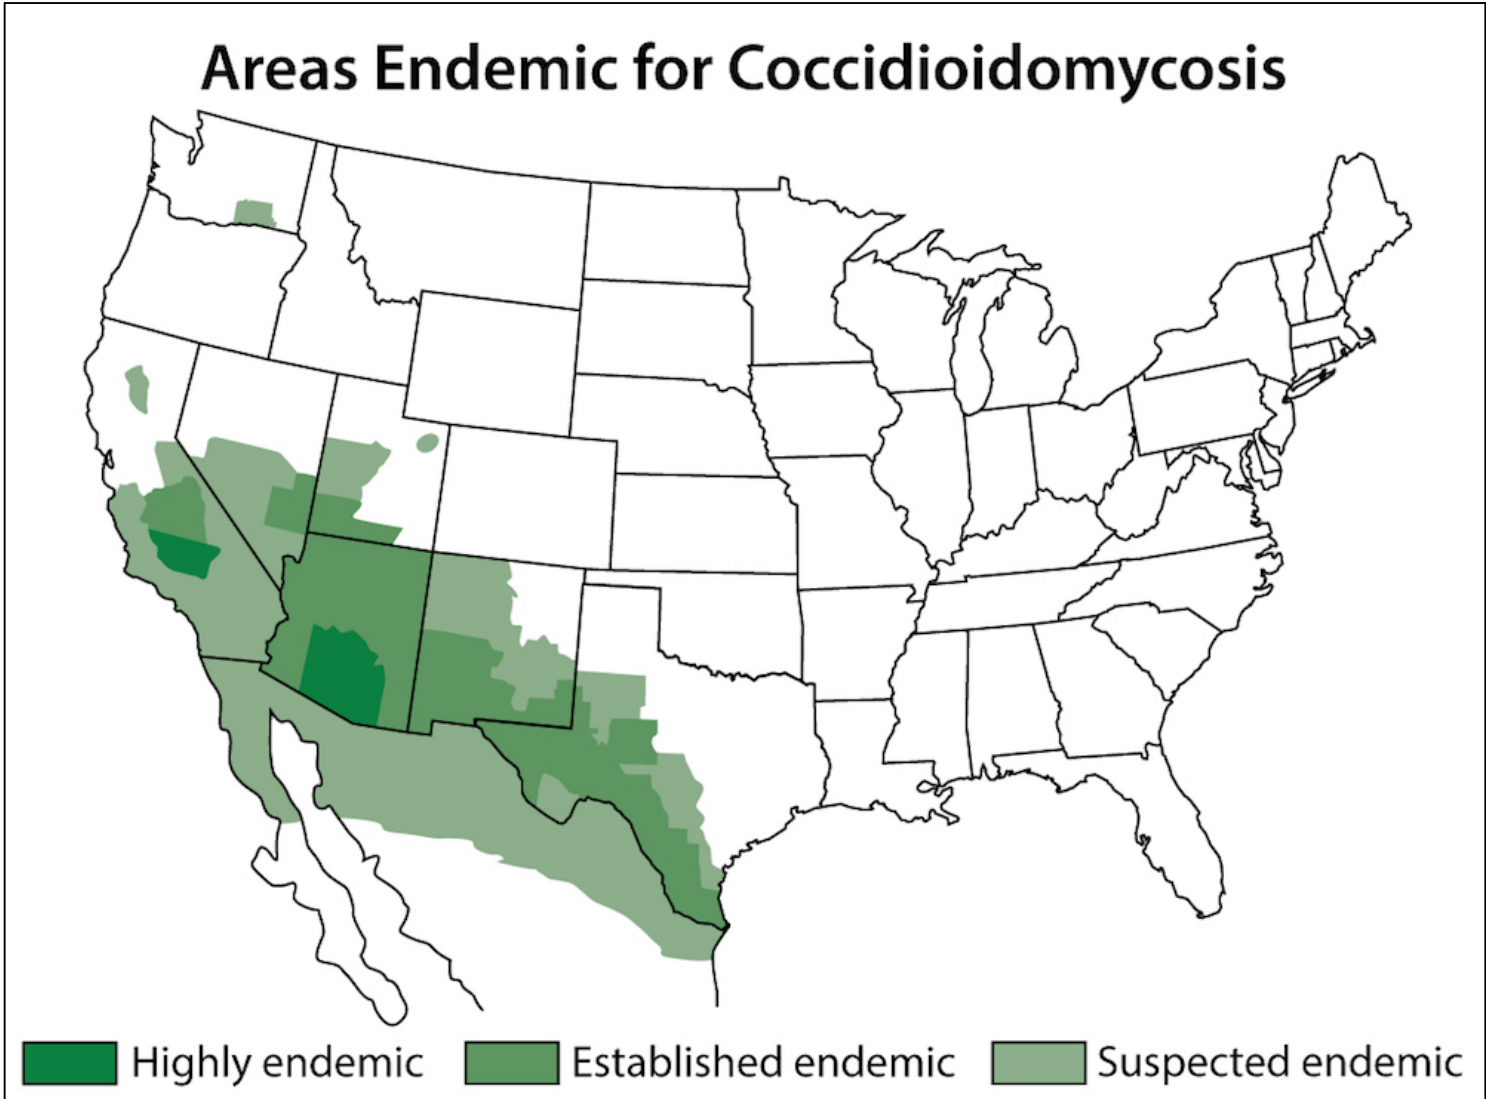 Areas Endemic for Coccidioidomycosis
Highly endemic
Established endemic
Suspected endemic